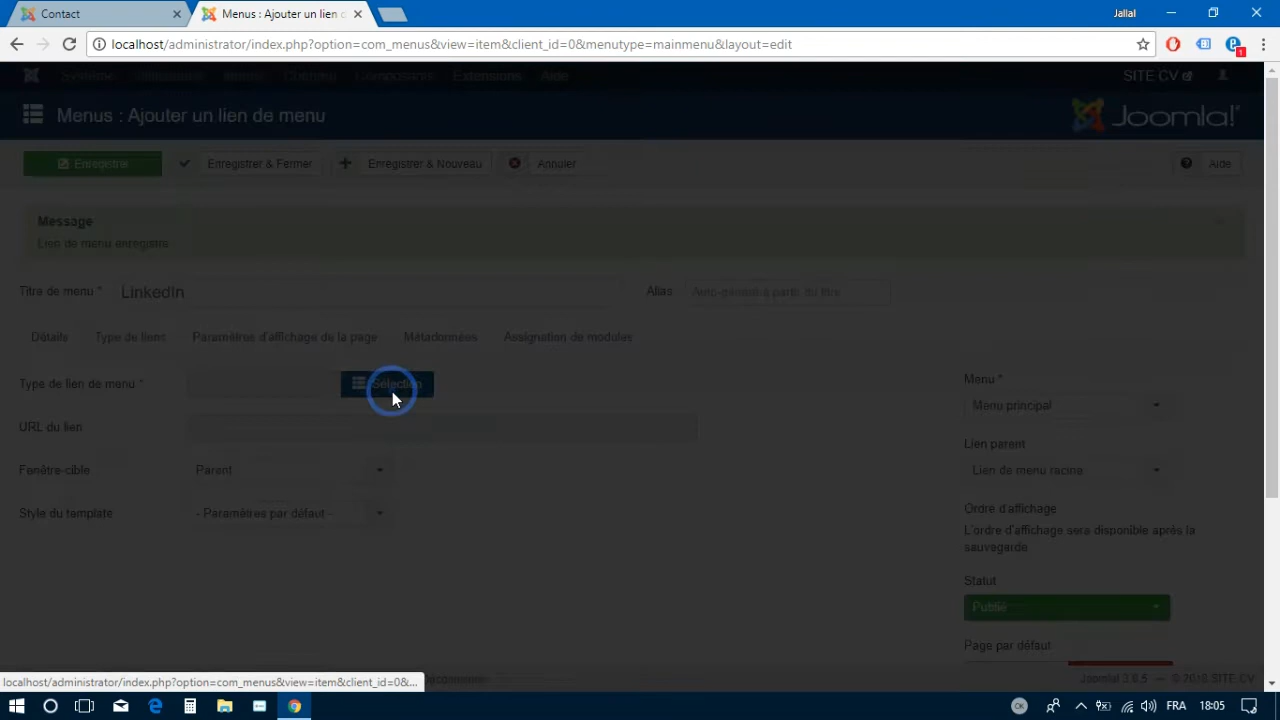 Contact
Menus : Ajouter un lien d
Jallal
localhost/administrator/index.php?option=com_menus&view=item&client_id=0&menutype=mainmenu&layout=edit
Système Utilisateurs Menus Contenu Composants Extensions Aide
SITE CV
Menus : Ajouter un lien de menu
Joomla!
Enregistrer
Enregistrer & Fermer
Enregistrer & Nouveau
Annuler
Aide
Message
Lien de menu enregistré
Titre de menu *
LinkedIn
Alias
Auto-généré à partir du titre
Détails
Type de liens
Paramètres d'affichage de la page
Métadonnées
Assignation de modules
Type de lien de menu *
Sélection
URL du lien
Fenêtre-cible
Parent
Style du template
- Paramètres par défaut -
Menu *
Menu principal
Lien parent
Lien de menu racine
Ordre d'affichage
L'ordre d'affichage sera disponible après la
sauvegarde
Statut
Publié
Page par défaut
localhost/administrator/index.php?option=com_menus&view=item&client_id=0&...
Joomla! 3.8.5 — © 2018 SITE CV
FRA
18:05